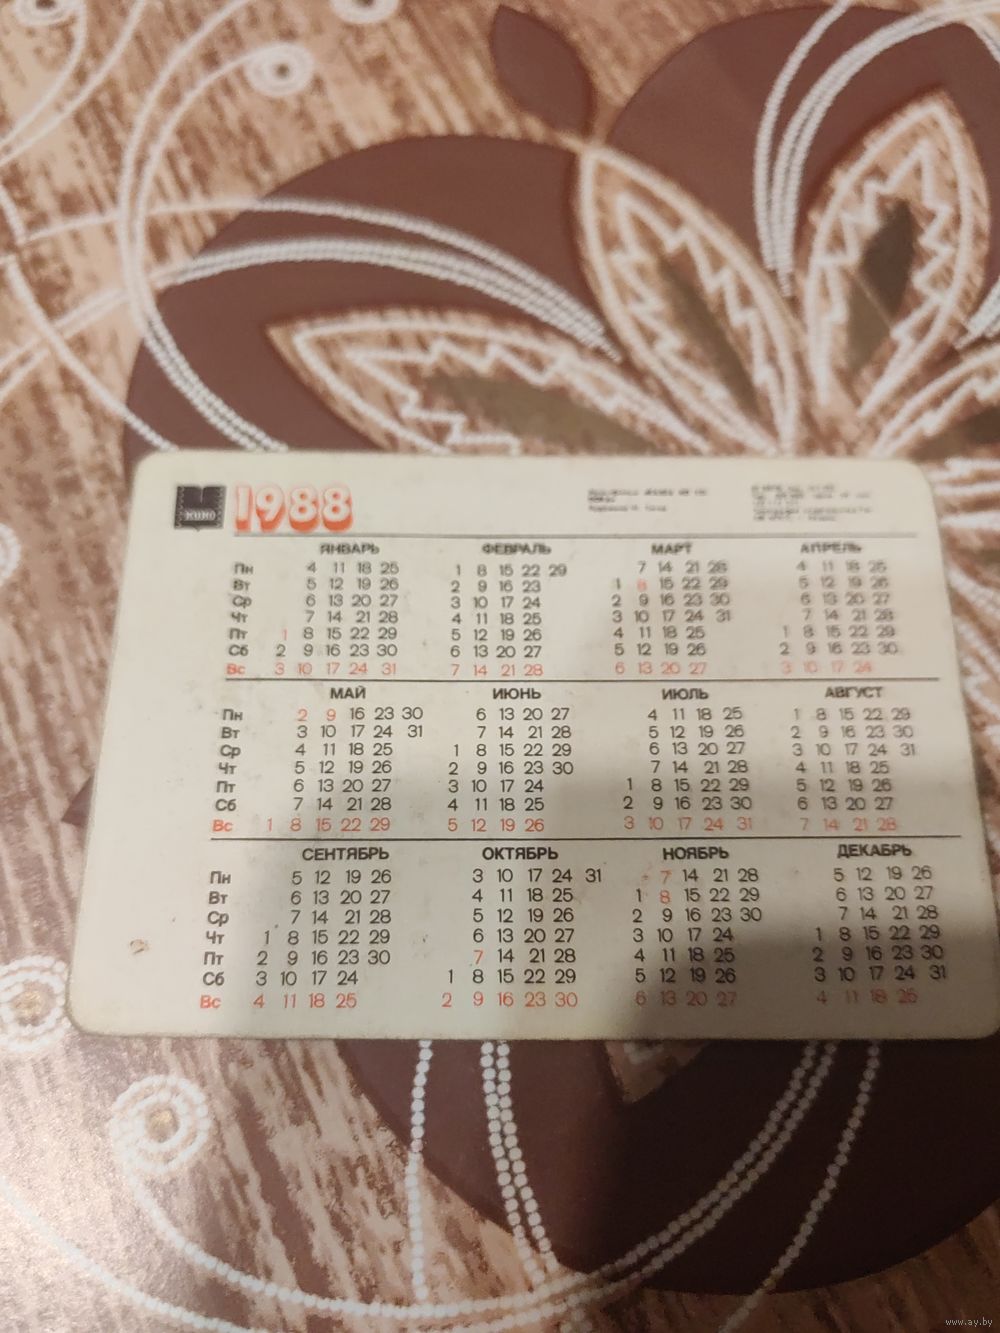 КИНО 1988
ЯНВАРЬ ФЕВРАЛЬ МАРТ АПРЕЛЬ
Пн 4 11 18 25 1 8 15 22 29 7 14 21 28 4 11 18 25
Вт 5 12 19 26 2 9 16 23 1 8 15 22 29 5 12 19 26
Ср 6 13 20 27 3 10 17 24 2 9 16 23 30 6 13 20 27
Чт 7 14 21 28 4 11 18 25 3 10 17 24 31 7 14 21 28
Пт 1 8 15 22 29 5 12 19 26 4 11 18 25 1 8 15 22 29
Сб 2 9 16 23 30 6 13 20 27 5 12 19 26 2 9 16 23 30
Вс 3 10 17 24 31 7 14 21 28 6 13 20 27 3 10 17 24
МАЙ ИЮНЬ ИЮЛЬ АВГУСТ
Пн 2 9 16 23 30 6 13 20 27 4 11 18 25 1 8 15 22 29
Вт 3 10 17 24 31 7 14 21 28 5 12 19 26 2 9 16 23 30
Ср 4 11 18 25 1 8 15 22 29 6 13 20 27 3 10 17 24 31
Чт 5 12 19 26 2 9 16 23 30 7 14 21 28 4 11 18 25
Пт 6 13 20 27 3 10 17 24 1 8 15 22 29 5 12 19 26
Сб 7 14 21 28 4 11 18 25 2 9 16 23 30 6 13 20 27
Вс 1 8 15 22 29 5 12 19 26 3 10 17 24 31 7 14 21 28
СЕНТЯБРЬ ОКТЯБРЬ НОЯБРЬ ДЕКАБРЬ
Пн 5 12 19 26 3 10 17 24 31 7 14 21 28 5 12 19 26
Вт 6 13 20 27 4 11 18 25 1 8 15 22 29 6 13 20 27
Ср 7 14 21 28 5 12 19 26 2 9 16 23 30 7 14 21 28
Чт 1 8 15 22 29 6 13 20 27 3 10 17 24 1 8 15 22 29
Пт 2 9 16 23 30 7 14 21 28 4 11 18 25 2 9 16 23 30
Сб 3 10 17 24 1 8 15 22 29 5 12 19 26 3 10 17 24 31
Вс 4 11 18 25 2 9 16 23 30 6 13 20 27 4 11 18 25
www.ay.by